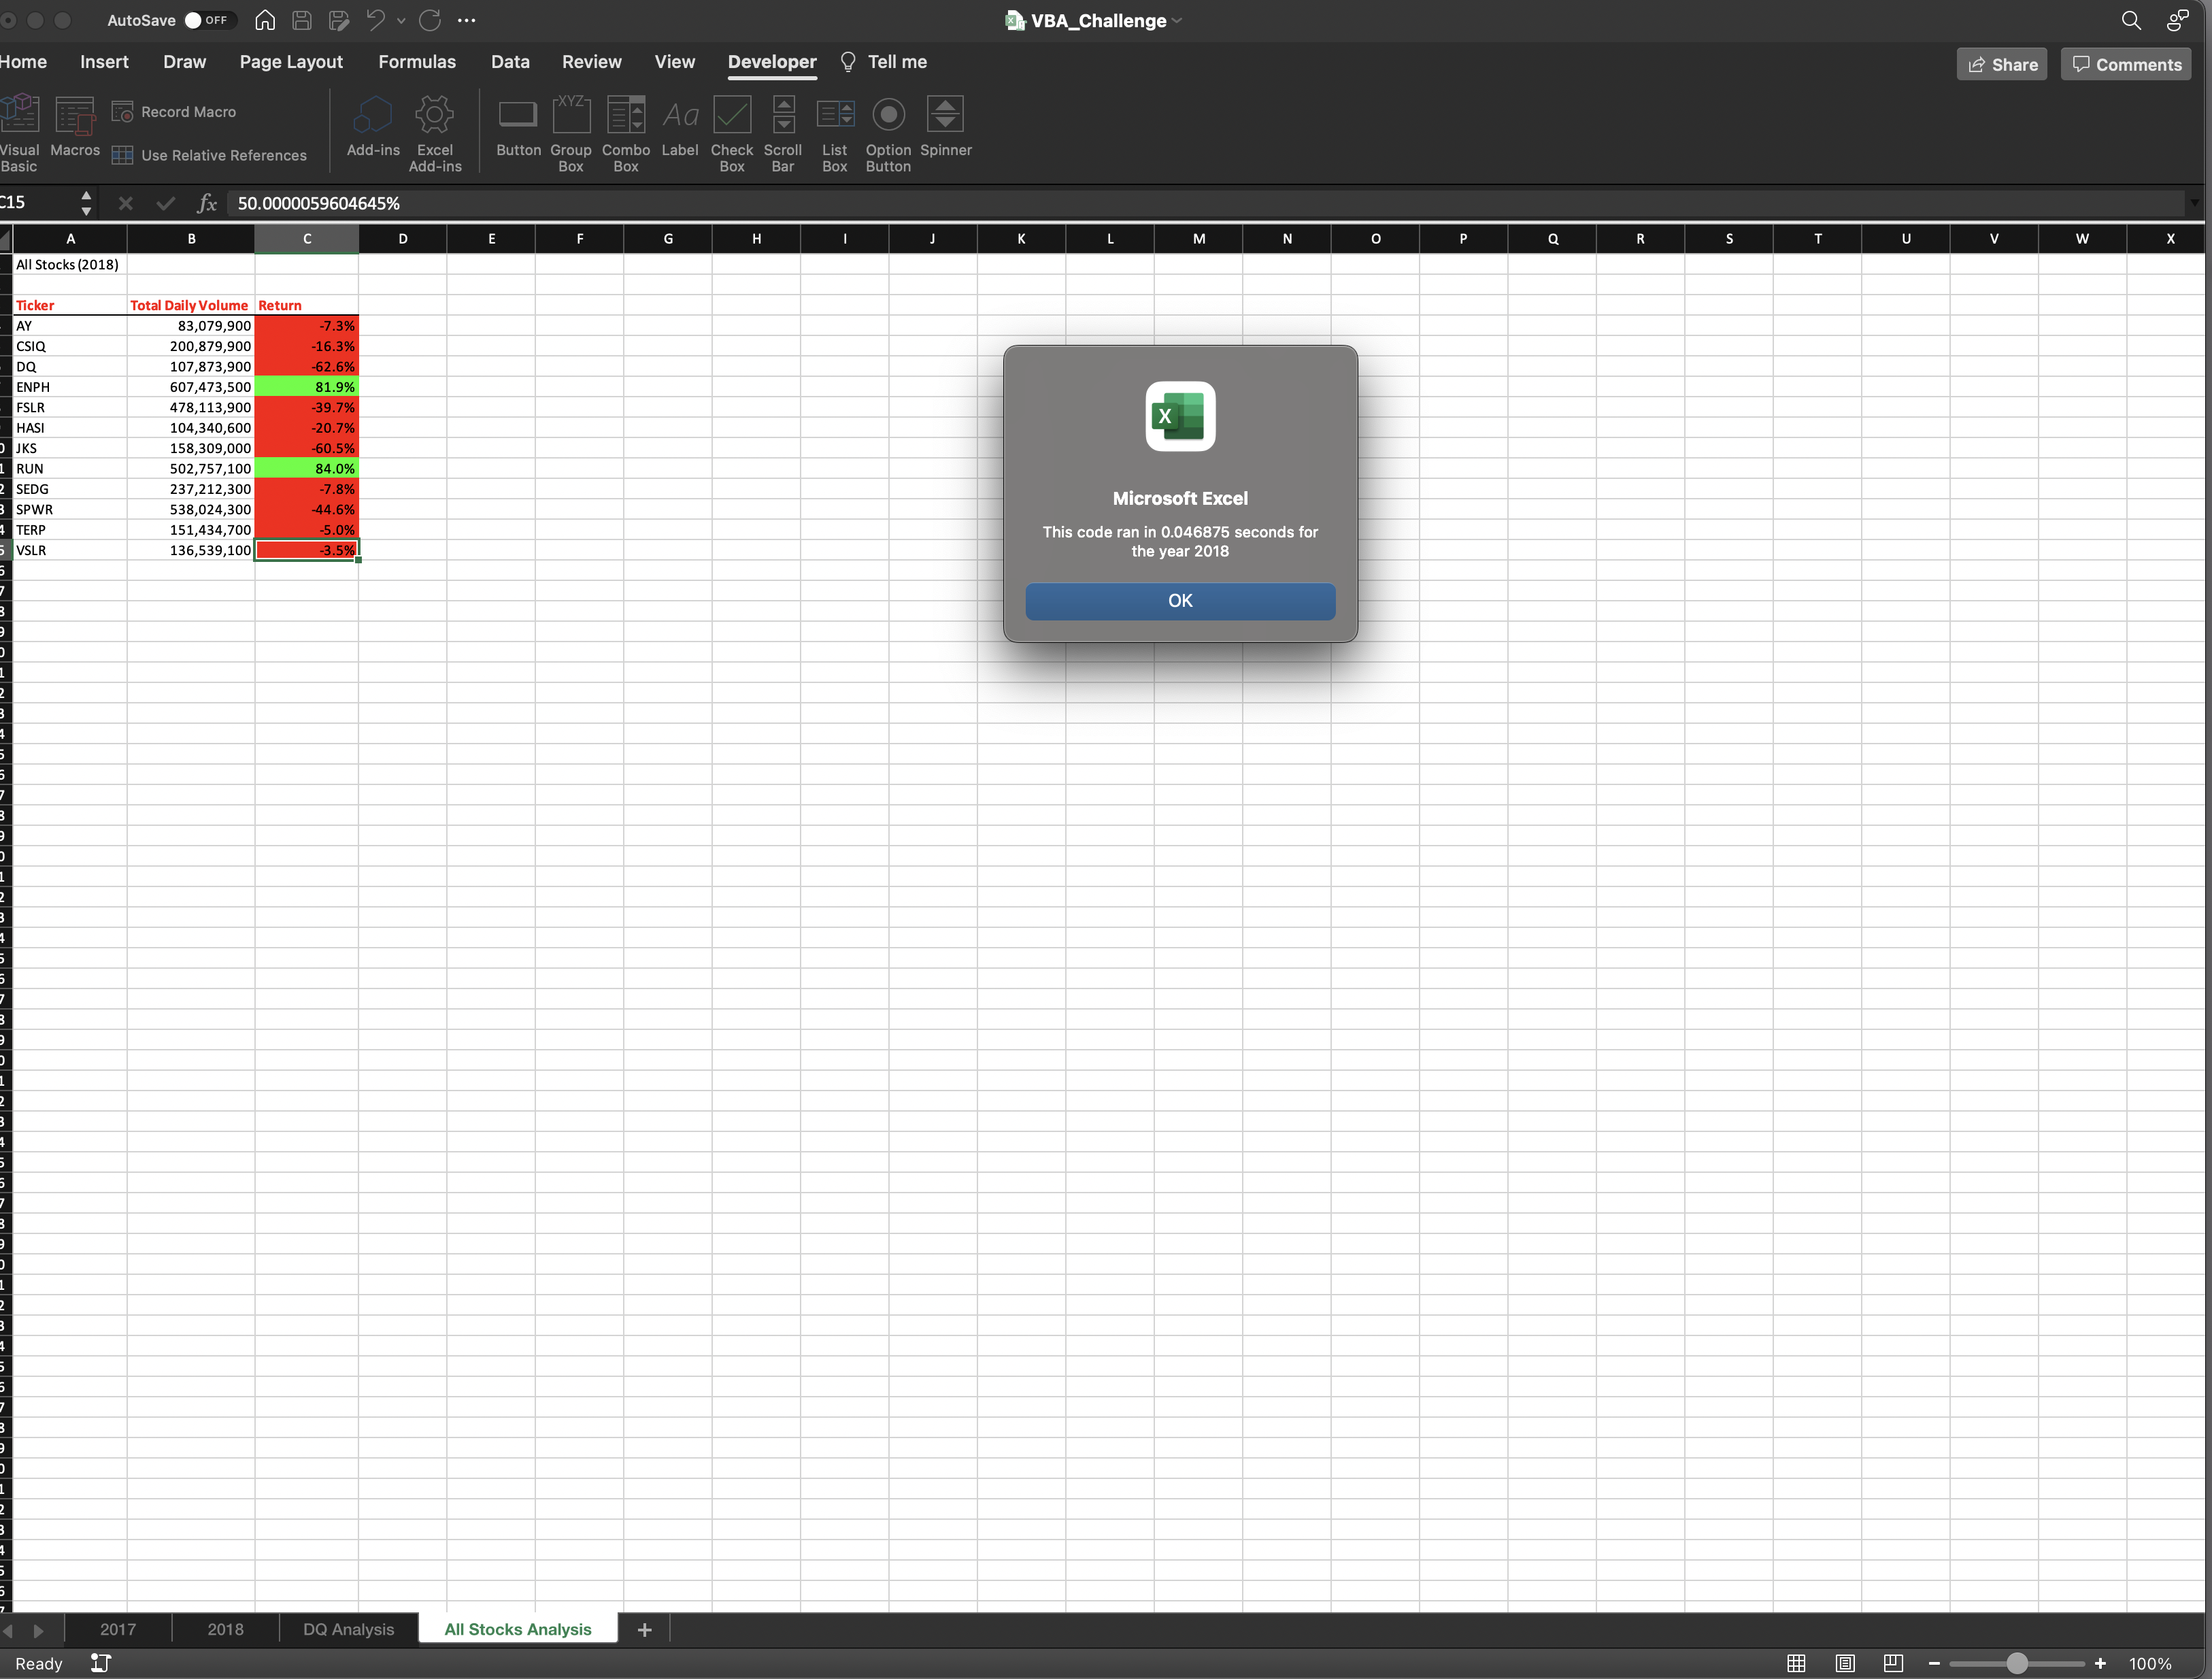 AutoSave OFF VBA_Challenge
Home Insert Draw Page Layout Formulas Data Review View Developer Tell me Share Comments
Visual Basic Macros Record Macro Use Relative References Add-ins Excel Add-ins Button XYZ Group Box Combo Box Aa Label Check Box Scroll Bar List Box Option Button Spinner
C15 fx 50.0000059604645%
A B C D E F G H I J K L M N O P Q R S T U V W X
All Stocks (2018)
Ticker Total Daily Volume Return
AY 83,079,900 -7.3%
CSIQ 200,879,900 -16.3%
DQ 107,873,900 -62.6%
ENPH 607,473,500 81.9%
FSLR 478,113,900 -39.7%
HASI 104,340,600 -20.7%
JKS 158,309,000 -60.5%
RUN 502,757,100 84.0%
SEDG 237,212,300 -7.8%
SPWR 538,024,300 -44.6%
TERP 151,434,700 -5.0%
VSLR 136,539,100 -3.5%
X
Microsoft Excel
This code ran in 0.046875 seconds for
the year 2018
OK
2017 2018 DQ Analysis All Stocks Analysis +
Ready 100%